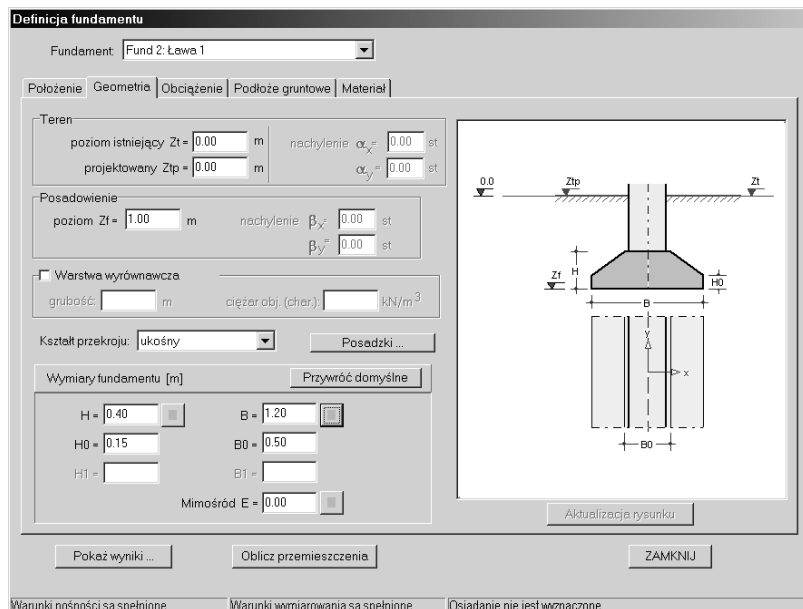 Definicja fundamentu
Fundament: Fund 2: Ława 1
Położenie Geometria Obciążenie Podłoże gruntowe Materiał
Teren
poziom istniejący Zt = 0.00 m nachylenie αx= 0.00 st
projektowany Ztp = 0.00 m αy= 0.00 st
Posadowienie
poziom Zf = 1.00 m nachylenie βx= 0.00 st
βy= 0.00 st
Warstwa wyrównawcza
grubość: m ciężar obj. (char.): kN/m3
Kształt przekroju: ukośny Posadzki ...
Wymiary fundamentu [m] Przywróć domyślne
H = 0.40 B = 1.20
H0 = 0.15 B0 = 0.50
H1 = B1 =
Mimośród E = 0.00
0.0 Ztp Zt
Zf H H0
B
y
x
B0
Aktualizacja rysunku
Pokaż wyniki ... Oblicz przemieszczenia ZAMKNIJ
Warunki nośności są spełnione Warunki wymiarowania są spełnione Osiadanie nie jest wyznaczone